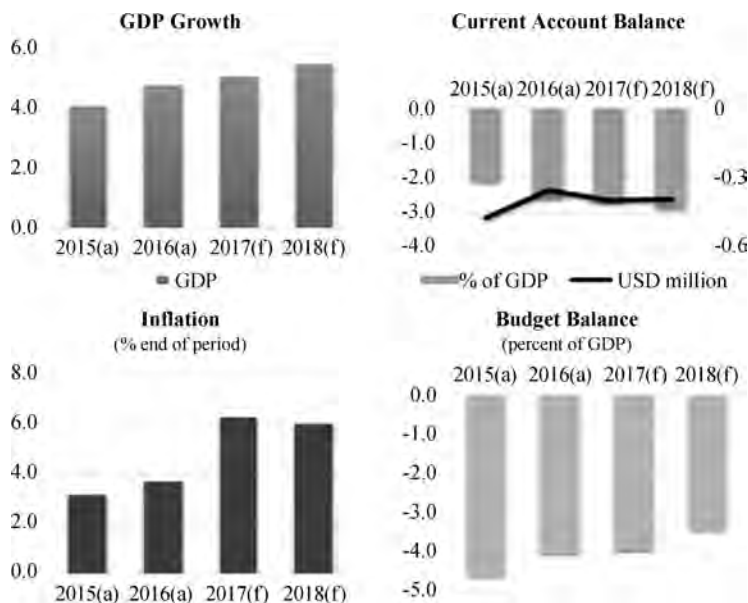 GDP Growth
6.0
4.0
2.0
0.0
2015(a) 2016(a) 2017(f) 2018(f)
GDP
Current Account Balance
2015(a) 2016(a) 2017(f) 2018(f)
0.0 0
-1.0
-2.0 -0.3
-3.0
-4.0 -0.6
% of GDP USD million
Inflation
(% end of period)
8.0
6.0
4.0
2.0
0.0
2015(a) 2016(a) 2017(f) 2018(f)
Budget Balance
(percent of GDP)
2015(a) 2016(a) 2017(f) 2018(f)
0.0
-1.0
-2.0
-3.0
-4.0
-5.0